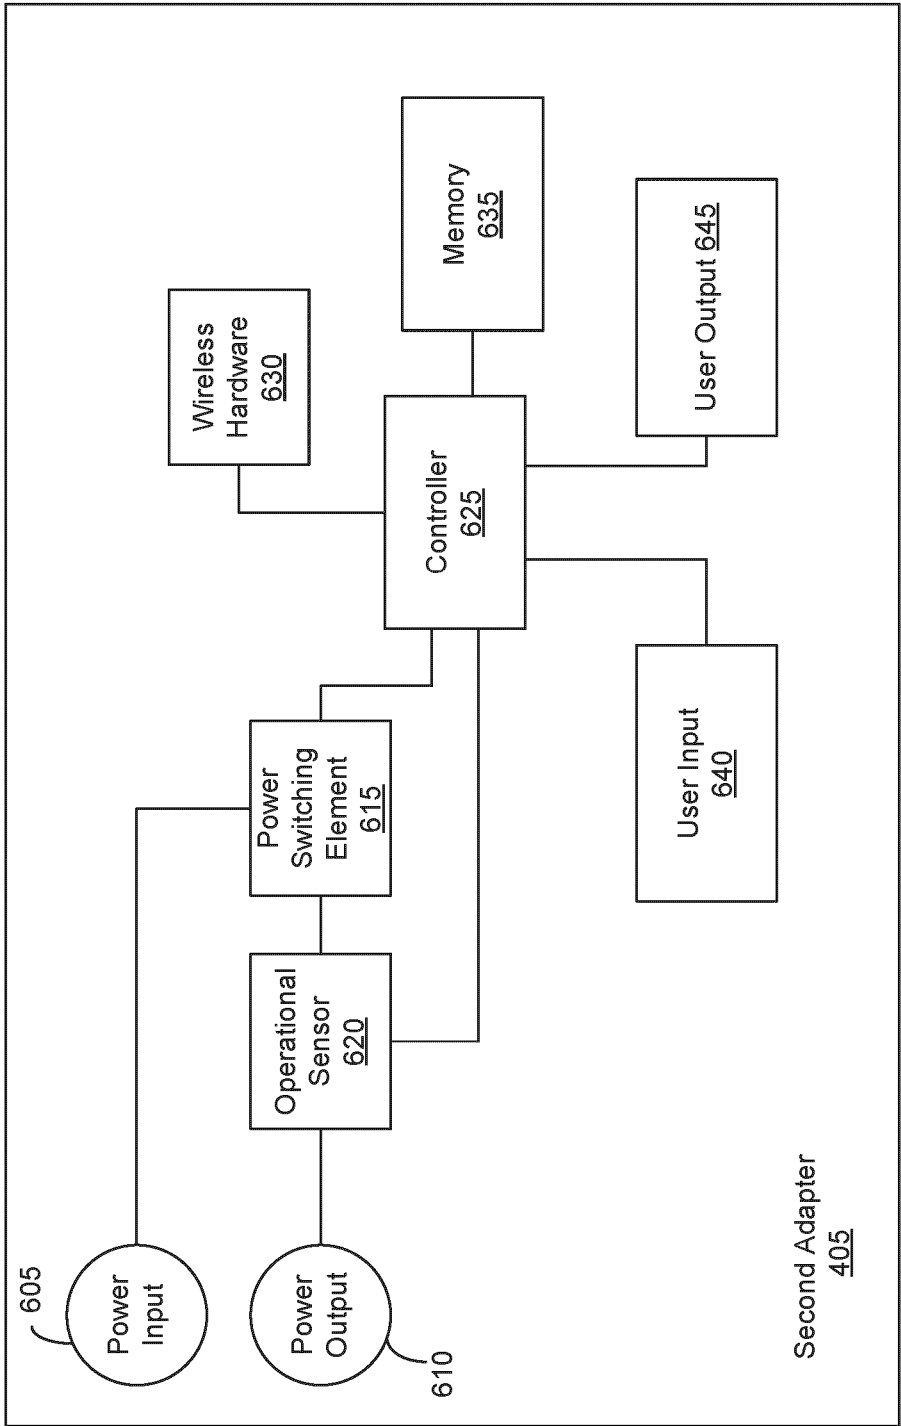 605
Power
Input
Power
Output
610
Operational
Sensor
620
Power
Switching
Element
615
Wireless
Hardware
630
Controller
625
Memory
635
User Input
640
User Output 645
Second Adapter
405